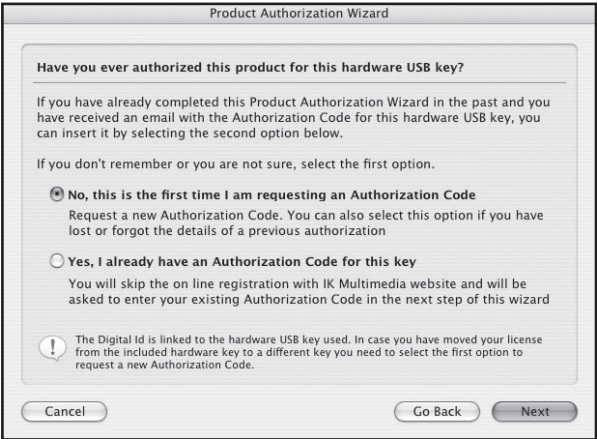 Product Authorization Wizard
Have you ever authorized this product for this hardware USB key?
If you have already completed this Product Authorization Wizard in the past and you
have received an email with the Authorization Code for this hardware USB key, you
can insert it by selecting the second option below.
If you don't remember or you are not sure, select the first option.
No, this is the first time I am requesting an Authorization Code
Request a new Authorization Code. You can also select this option if you have
lost or forgot the details of a previous authorization
Yes, I already have an Authorization Code for this key
You will skip the on line registration with IK Multimedia website and will be
asked to enter your existing Authorization Code in the next step of this wizard
The Digital Id is linked to the hardware USB key used. In case you have moved your license
from the included hardware key to a different key you need to select the first option to
request a new Authorization Code.
Cancel Go Back Next